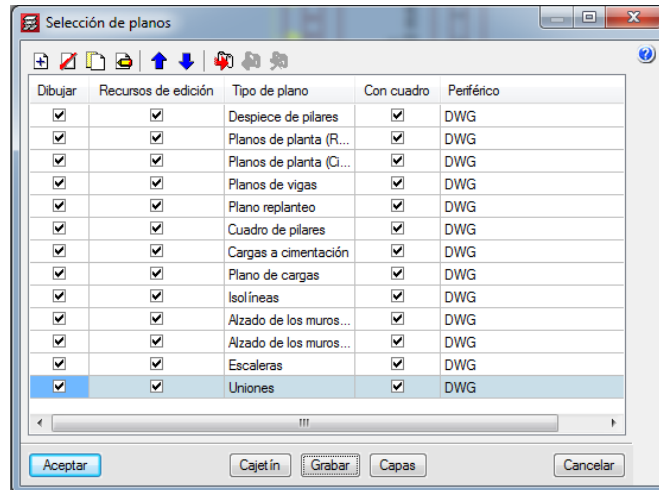 Selección de planos
Dibujar Recursos de edición Tipo de plano Con cuadro Periférico
Despiece de pilares DWG
Planos de planta (R... DWG
Planos de planta (Ci... DWG
Planos de vigas DWG
Plano replanteo DWG
Cuadro de pilares DWG
Cargas a cimentación DWG
Plano de cargas DWG
Isolíneas DWG
Alzado de los muros... DWG
Alzado de los muros... DWG
Escaleras DWG
Uniones DWG
Aceptar Cajetín Grabar Capas Cancelar